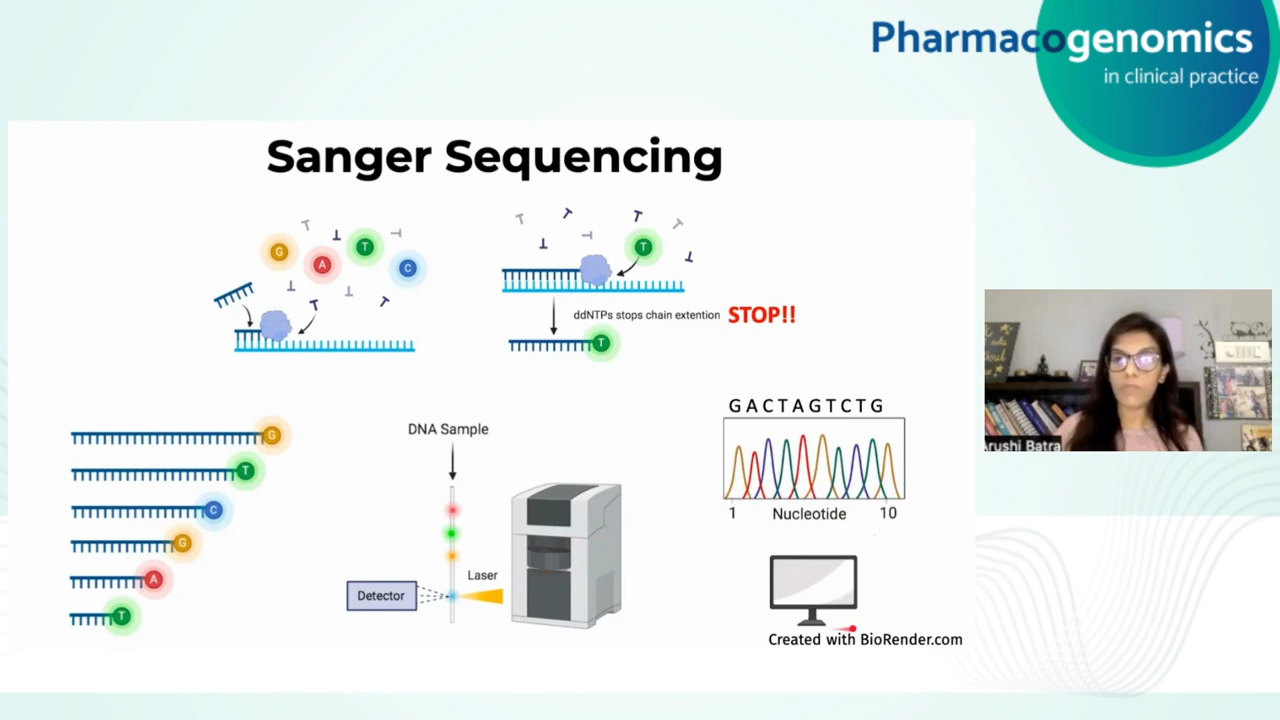 Pharmacogenomics
in clinical practice
Sanger Sequencing
G
A
T
C
T
ddNTPs stops chain extention STOP!!
T
G
T
C
G
A
T
DNA Sample
Detector
Laser
GACTAGTCTG
1 Nucleotide 10
Created with BioRender.com
Batra